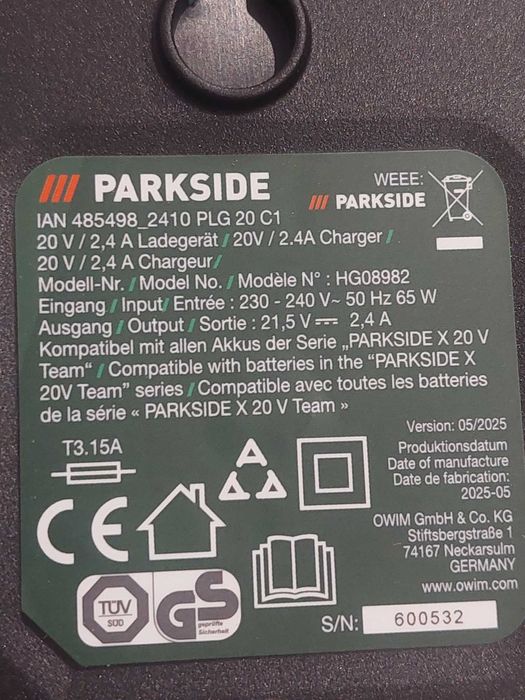 PARKSIDE
WEEE:
PARKSIDE
IAN 485498_2410 PLG 20 C1
20 V / 2,4 A Ladegerät / 20V / 2.4A Charger /
20 V / 2,4 A Chargeur /
Modell-Nr. / Model No. / Modèle N° : HG08982
Eingang / Input / Entrée : 230 - 240 V~ 50 Hz 65 W
Ausgang / Output / Sortie : 21,5 V ⎓ 2,4 A
Kompatibel mit allen Akkus der Serie „PARKSIDE X 20 V
Team“ / Compatible with batteries in the “PARKSIDE X
20V Team” series / Compatible avec toutes les batteries
de la série « PARKSIDE X 20 V Team »
Version: 05/2025
T3.15A
Produktionsdatum
Date of manufacture
Date de fabrication:
2025-05
CE
OWIM GmbH & Co. KG
Stiftsbergstraße 1
74167 Neckarsulm
GERMANY
www.owim.com
TÜV
SÜD
GS
geprüfte
Sicherheit
S/N: 600532